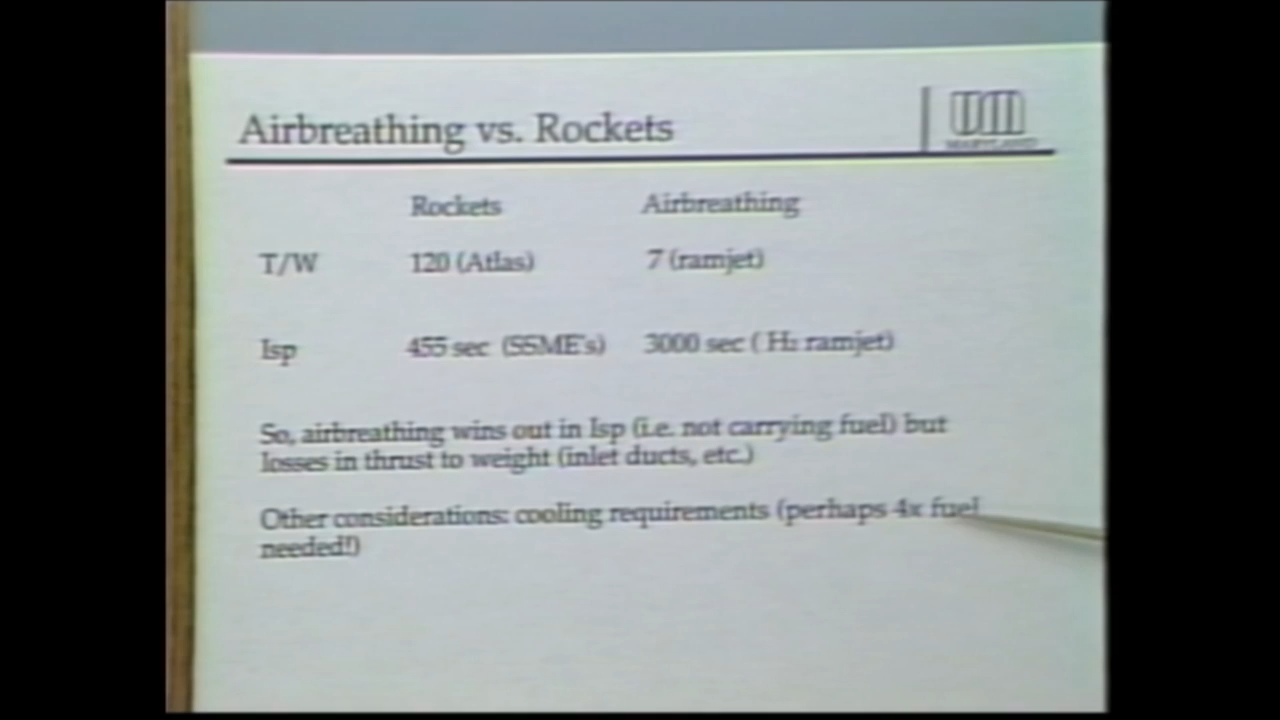 Airbreathing vs. Rockets
MARYLAND
Rockets Airbreathing
T/W 120 (Atlas) 7 (ramjet)
Isp 455 sec (SSME's) 3000 sec ( H₂ ramjet)
So, airbreathing wins out in Isp (i.e. not carrying fuel) but
losses in thrust to weight (inlet ducts, etc.)
Other considerations: cooling requirements (perhaps 4x fuel
needed!)